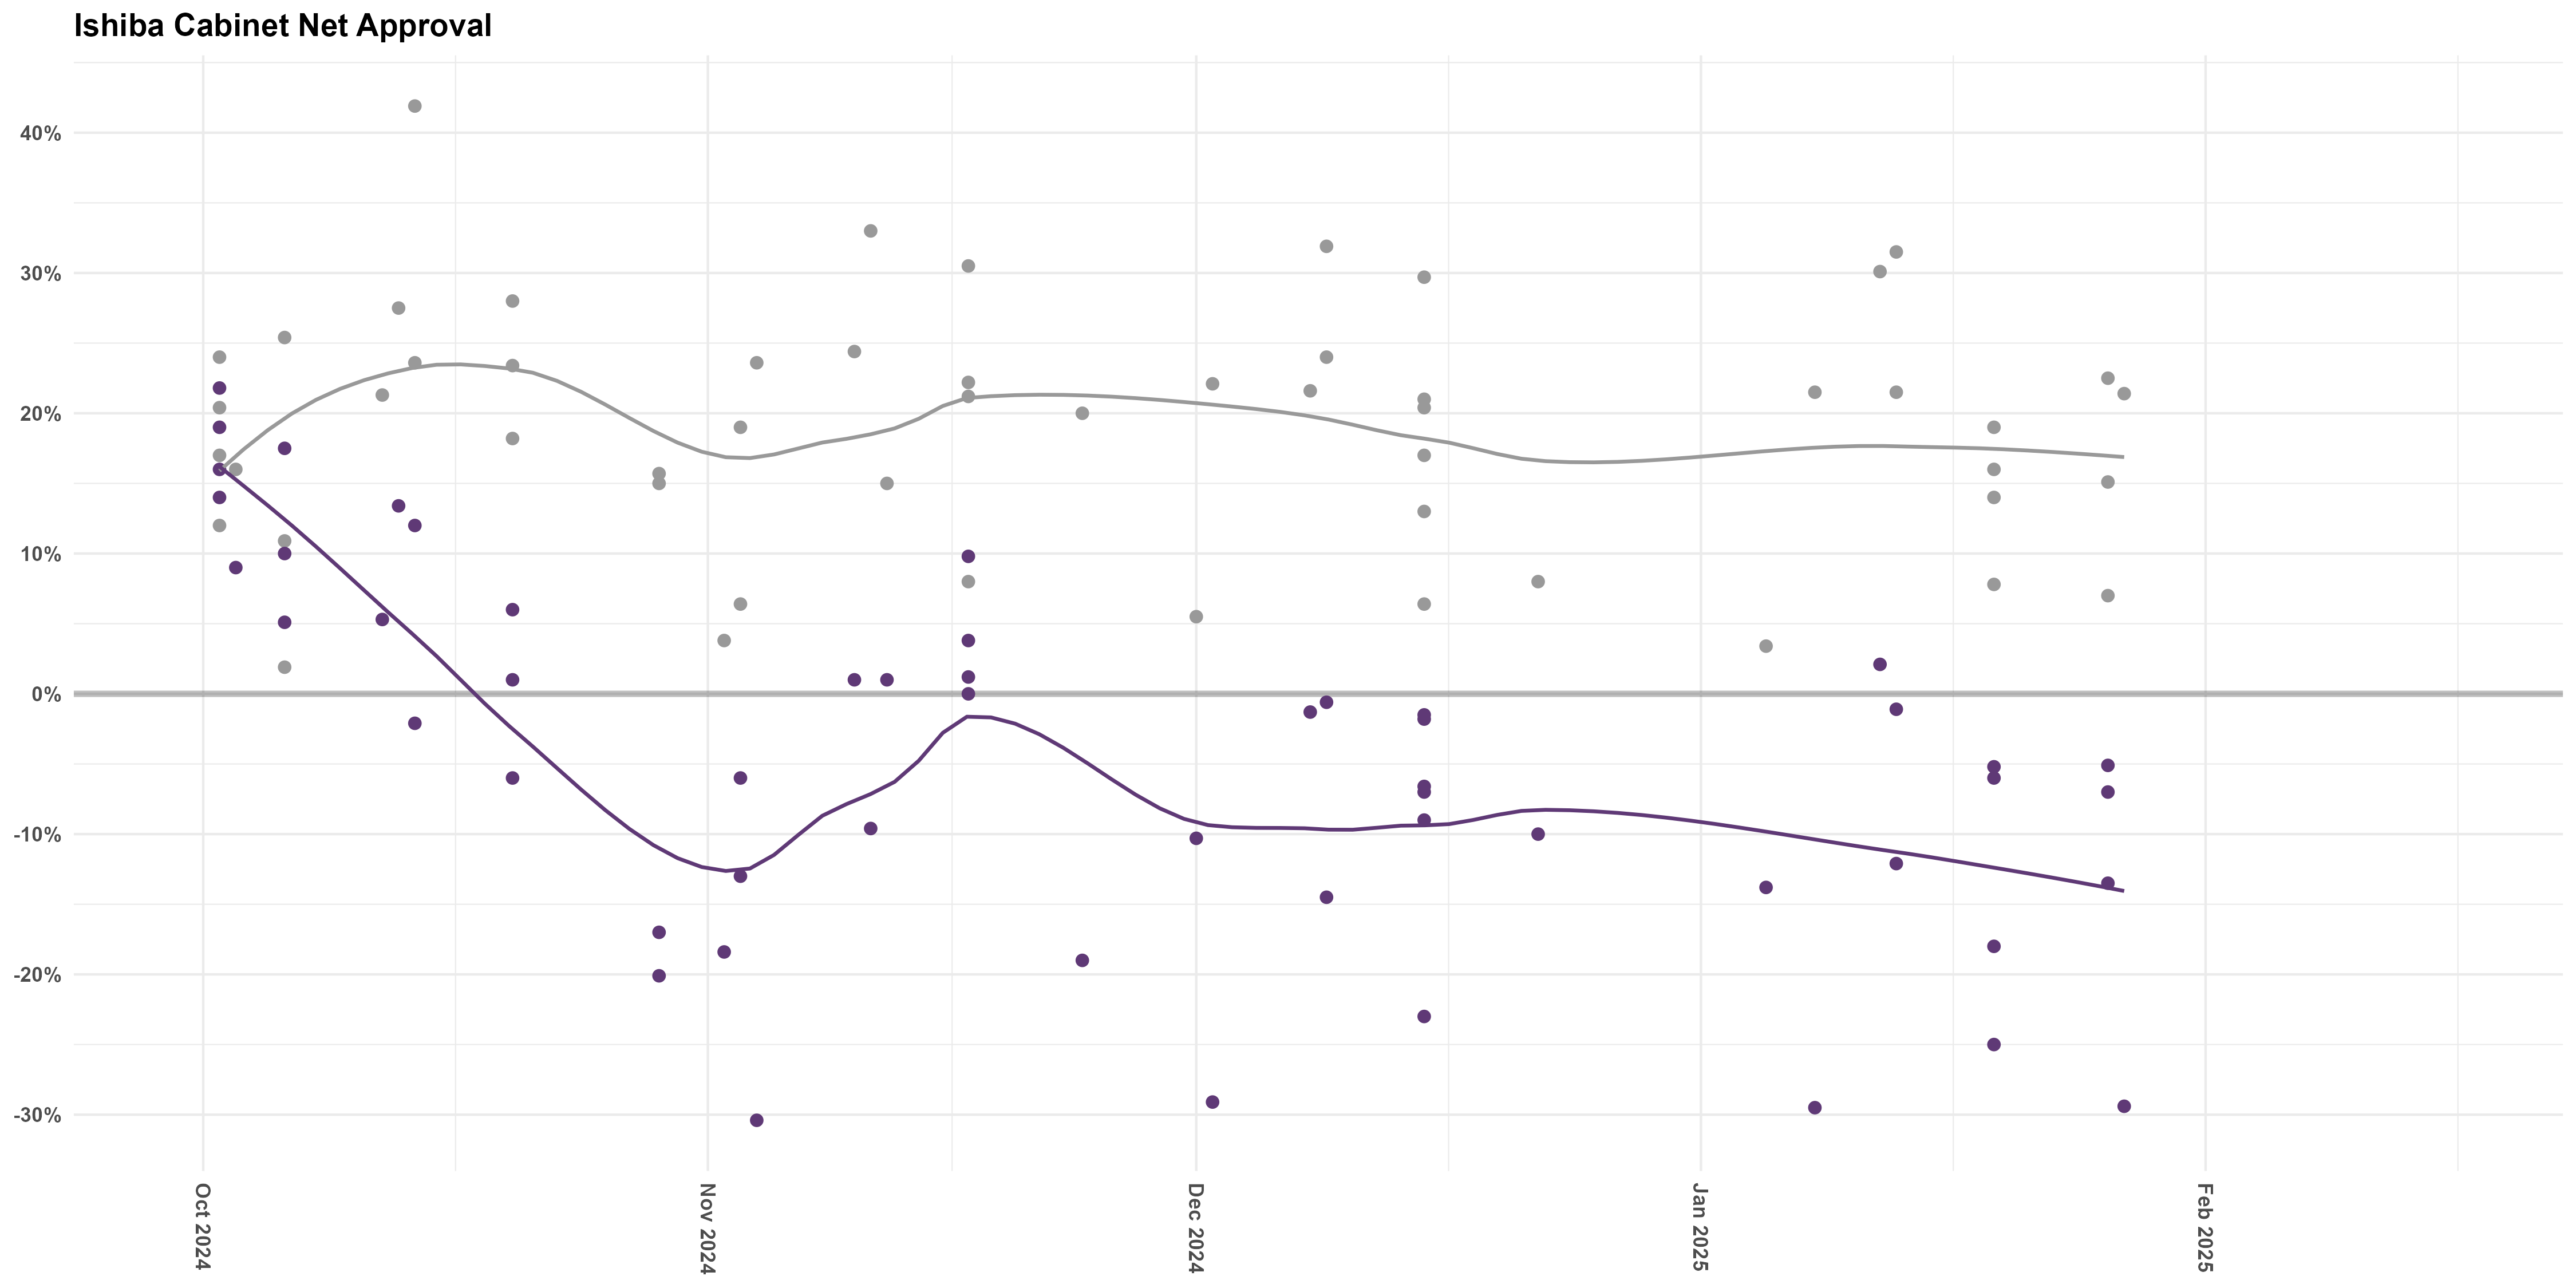 Ishiba Cabinet Net Approval
40%
30%
20%
10%
0%
-10%
-20%
-30%
Oct 2024
Nov 2024
Dec 2024
Jan 2025
Feb 2025